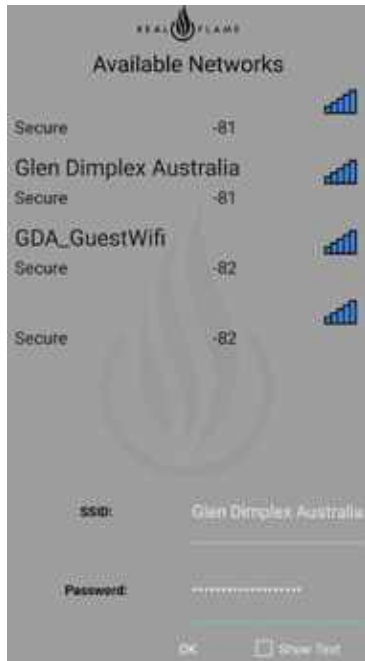 REAL FLAME
Available Networks
Secure -81
Glen Dimplex Australia
Secure -81
GDA_GuestWifi
Secure -82
Secure -82
SSID: Glen Dimplex Australia
Password: ••••••••••••••••••••
OK Show Text